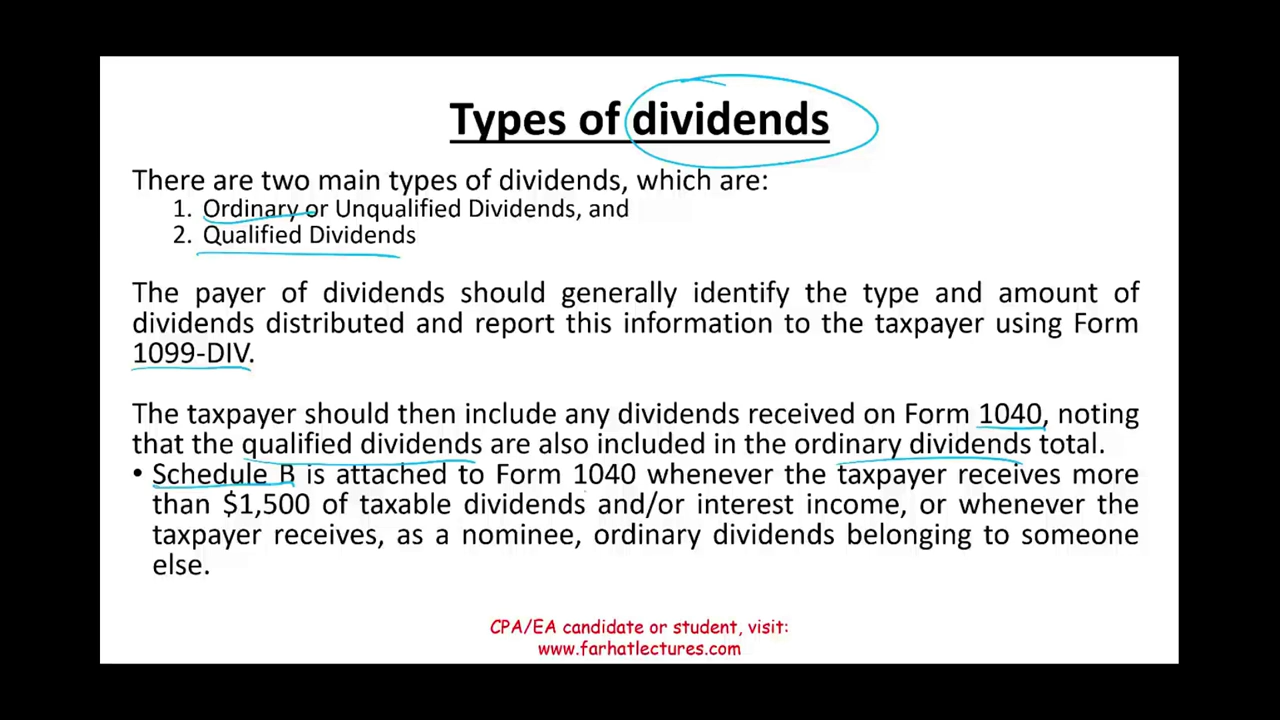 Types of dividends
There are two main types of dividends, which are:
1. Ordinary or Unqualified Dividends, and
2. Qualified Dividends
The payer of dividends should generally identify the type and amount of
dividends distributed and report this information to the taxpayer using Form
1099-DIV.
The taxpayer should then include any dividends received on Form 1040, noting
that the qualified dividends are also included in the ordinary dividends total.
• Schedule B is attached to Form 1040 whenever the taxpayer receives more
than $1,500 of taxable dividends and/or interest income, or whenever the
taxpayer receives, as a nominee, ordinary dividends belonging to someone
else.
CPA/EA candidate or student, visit:
www.farhatlectures.com